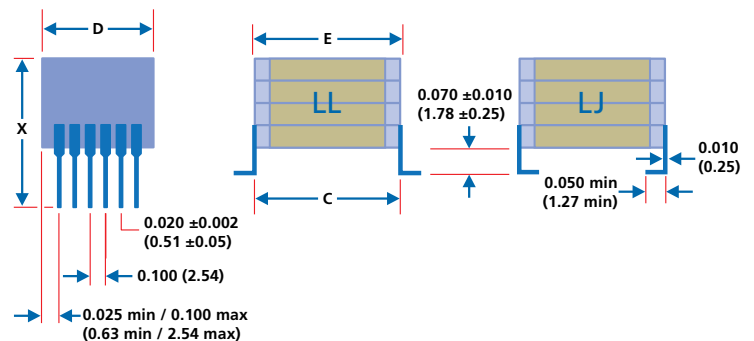 D
X
0.020 ±0.002
(0.51 ±0.05)
0.100 (2.54)
0.025 min / 0.100 max
(0.63 min / 2.54 max)
E
LL
C
0.070 ±0.010
(1.78 ±0.25)
LJ
0.010
(0.25)
0.050 min
(1.27 min)